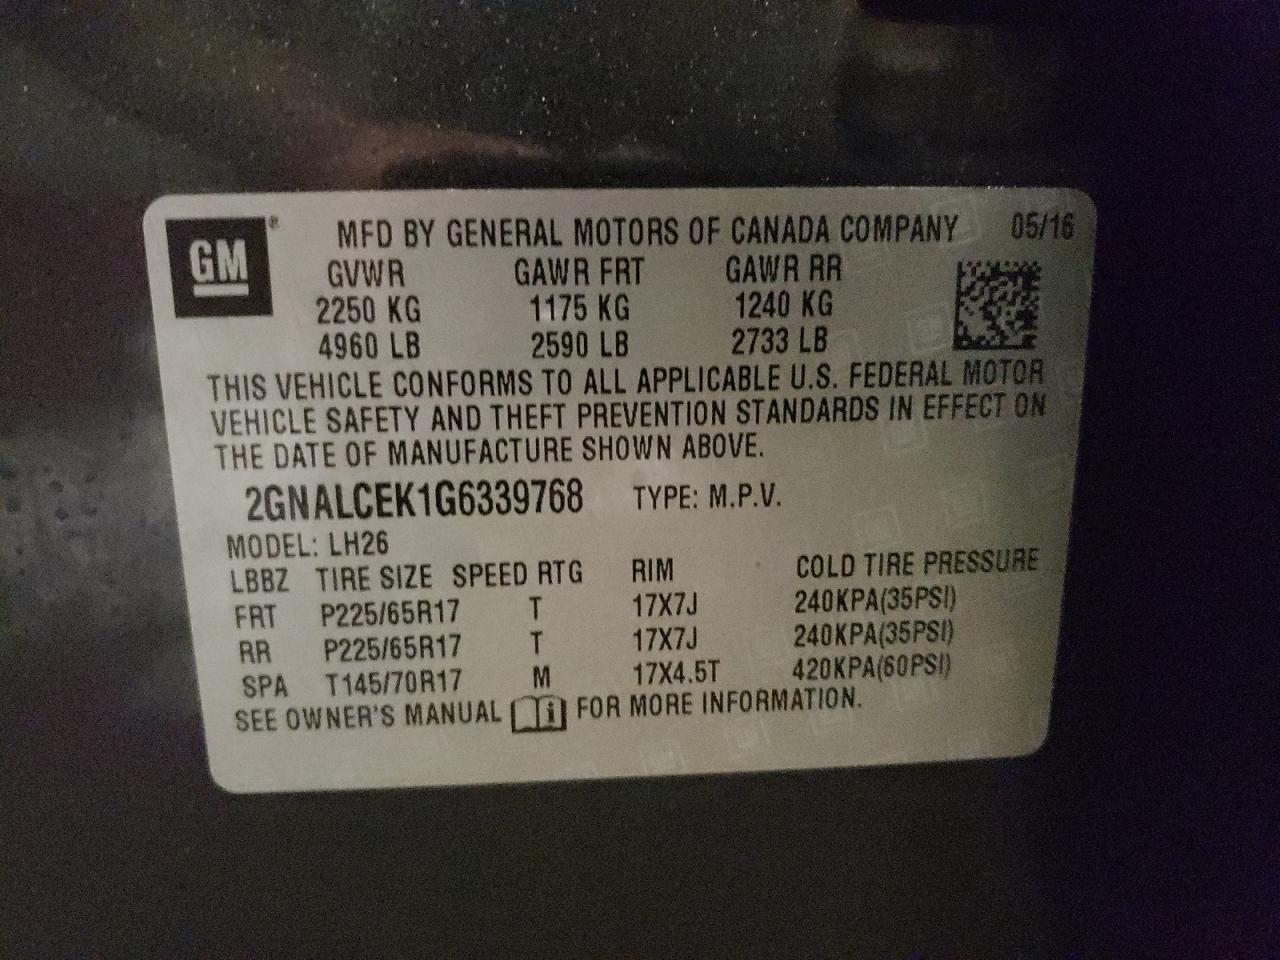 GM ® MFD BY GENERAL MOTORS OF CANADA COMPANY 05/16
GVWR GAWR FRT GAWR RR
2250 KG 1175 KG 1240 KG
4960 LB 2590 LB 2733 LB
THIS VEHICLE CONFORMS TO ALL APPLICABLE U.S. FEDERAL MOTOR
VEHICLE SAFETY AND THEFT PREVENTION STANDARDS IN EFFECT ON
THE DATE OF MANUFACTURE SHOWN ABOVE.
2GNALCEK1G6339768 TYPE: M.P.V.
MODEL: LH26
LBBZ TIRE SIZE SPEED RTG RIM COLD TIRE PRESSURE
FRT P225/65R17 T 17X7J 240KPA(35PSI)
RR P225/65R17 T 17X7J 240KPA(35PSI)
SPA T145/70R17 M 17X4.5T 420KPA(60PSI)
SEE OWNER'S MANUAL i FOR MORE INFORMATION.